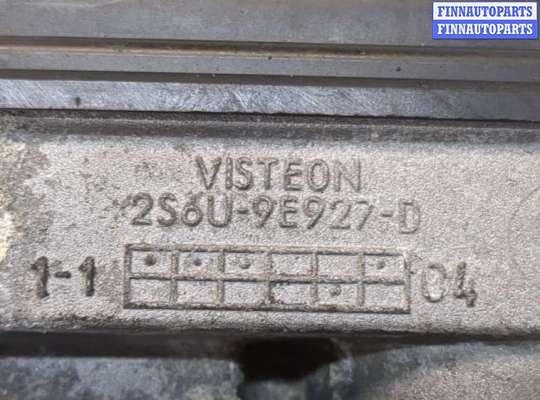 FINNAUTOPARTS
FINNAUTOPARTS
VISTEON
2S6U-9E927-D
1-1 04